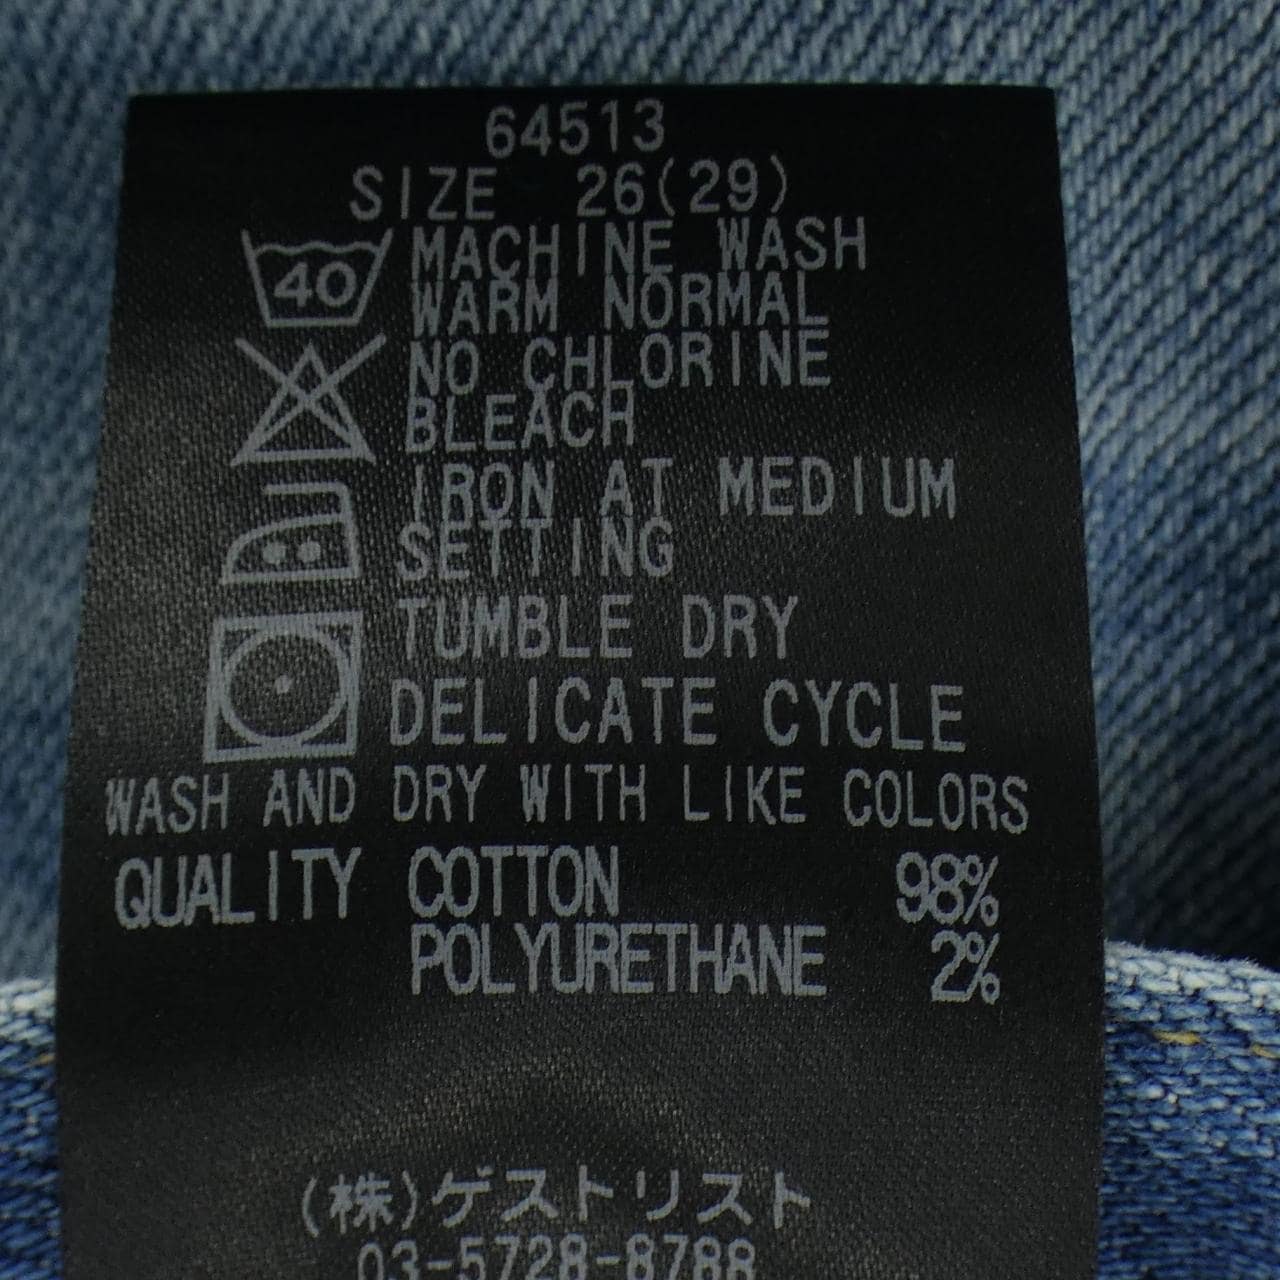 64513
SIZE 26(29)
40
MACHINE WASH
WARM NORMAL
NO CHLORINE
BLEACH
IRON AT MEDIUM
SETTING
TUMBLE DRY
DELICATE CYCLE
WASH AND DRY WITH LIKE COLORS
QUALITY COTTON 98%
POLYURETHANE 2%
(株)ゲストリスト
03-5728-8788